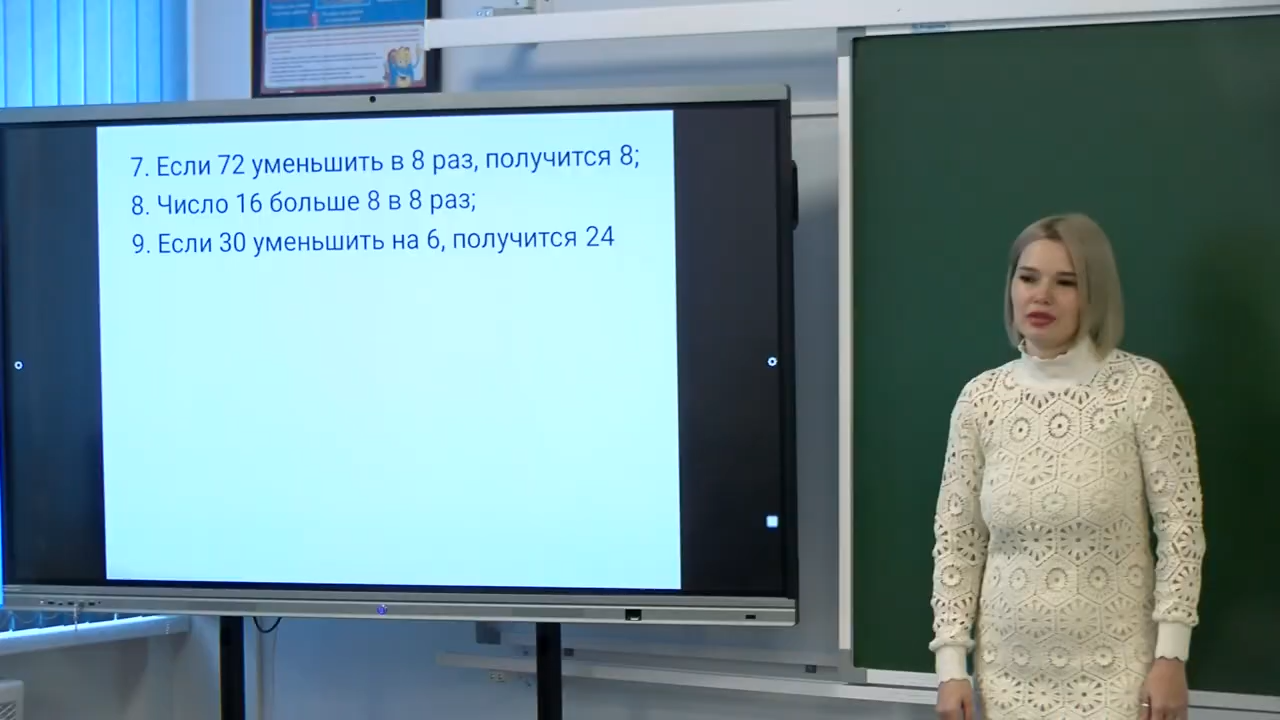 7. Если 72 уменьшить в 8 раз, получится 8;
8. Число 16 больше 8 в 8 раз;
9. Если 30 уменьшить на 6, получится 24